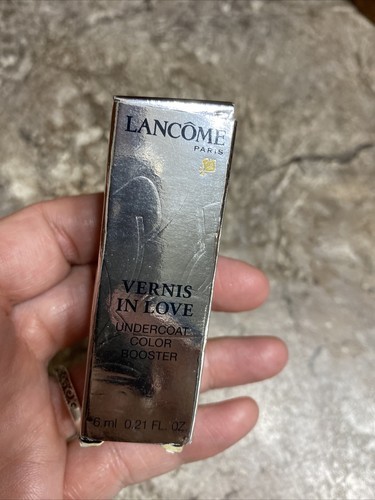 LANCÔME
PARIS
VERNIS
IN LOVE
UNDERCOAT
COLOR
BOOSTER
6 ml 0.21 FL. OZ